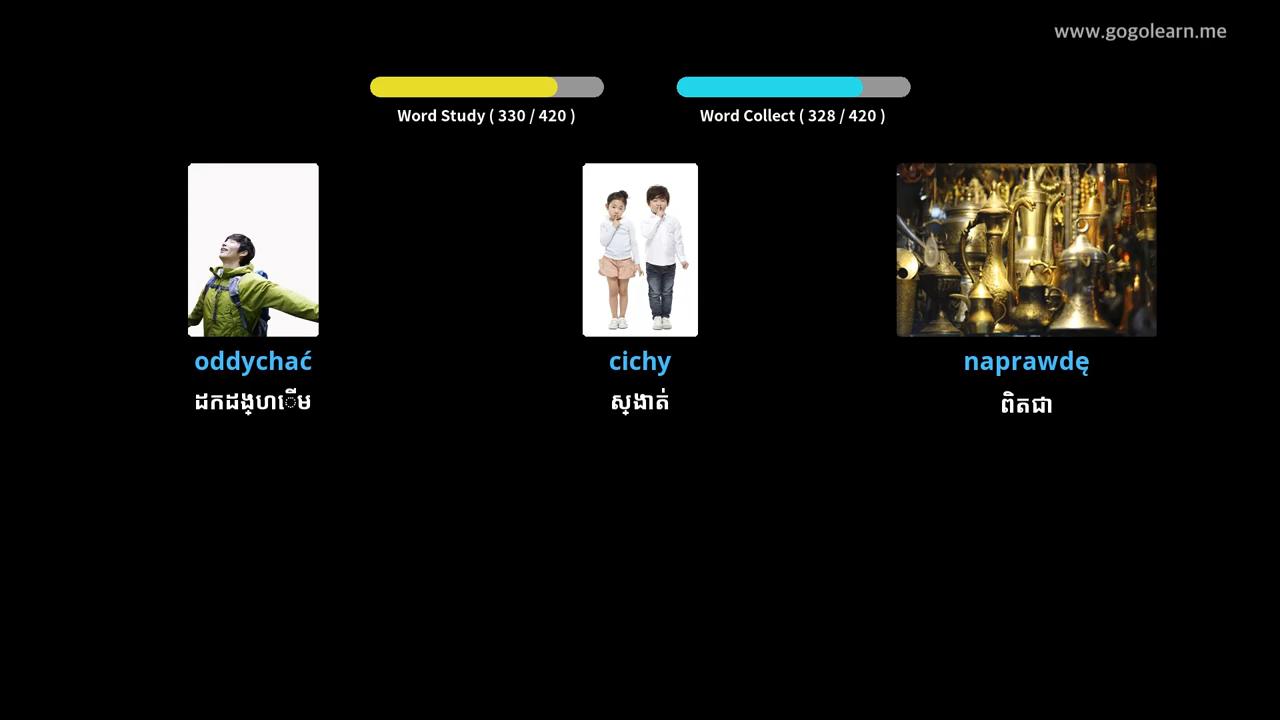 www.gogolearn.me
Word Study ( 330 / 420 )
Word Collect ( 328 / 420 )
oddychać
cichy
naprawdę
ដកដង្ហើម
ស្ងាត់
ពិតជា